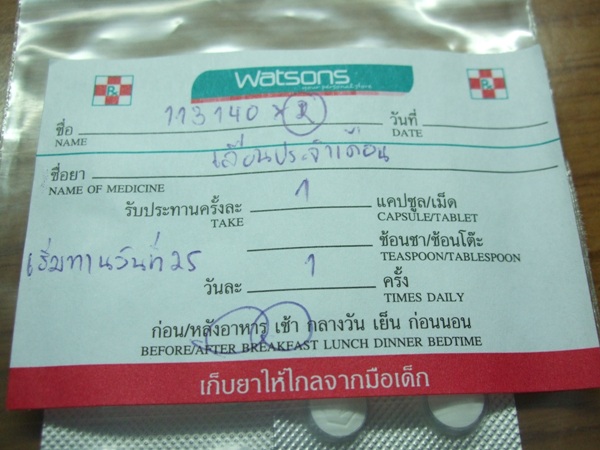 Watsons
your personal store
ชื่อ 113140 x 2 วันที่
NAME DATE
ชื่อยา เลื่อนประจำเดือน
NAME OF MEDICINE
รับประทานครั้งละ 1 แคปซูล/เม็ด
TAKE CAPSULE/TABLET
ช้อนชา/ช้อนโต๊ะ
TEASPOON/TABLESPOON
เริ่มทานวันที่ 25
วันละ 1 ครั้ง
TIMES DAILY
ก่อน/หลังอาหาร เช้า กลางวัน เย็น ก่อนนอน
BEFORE/AFTER BREAKFAST LUNCH DINNER BEDTIME
เก็บยาให้ไกลจากมือเด็ก